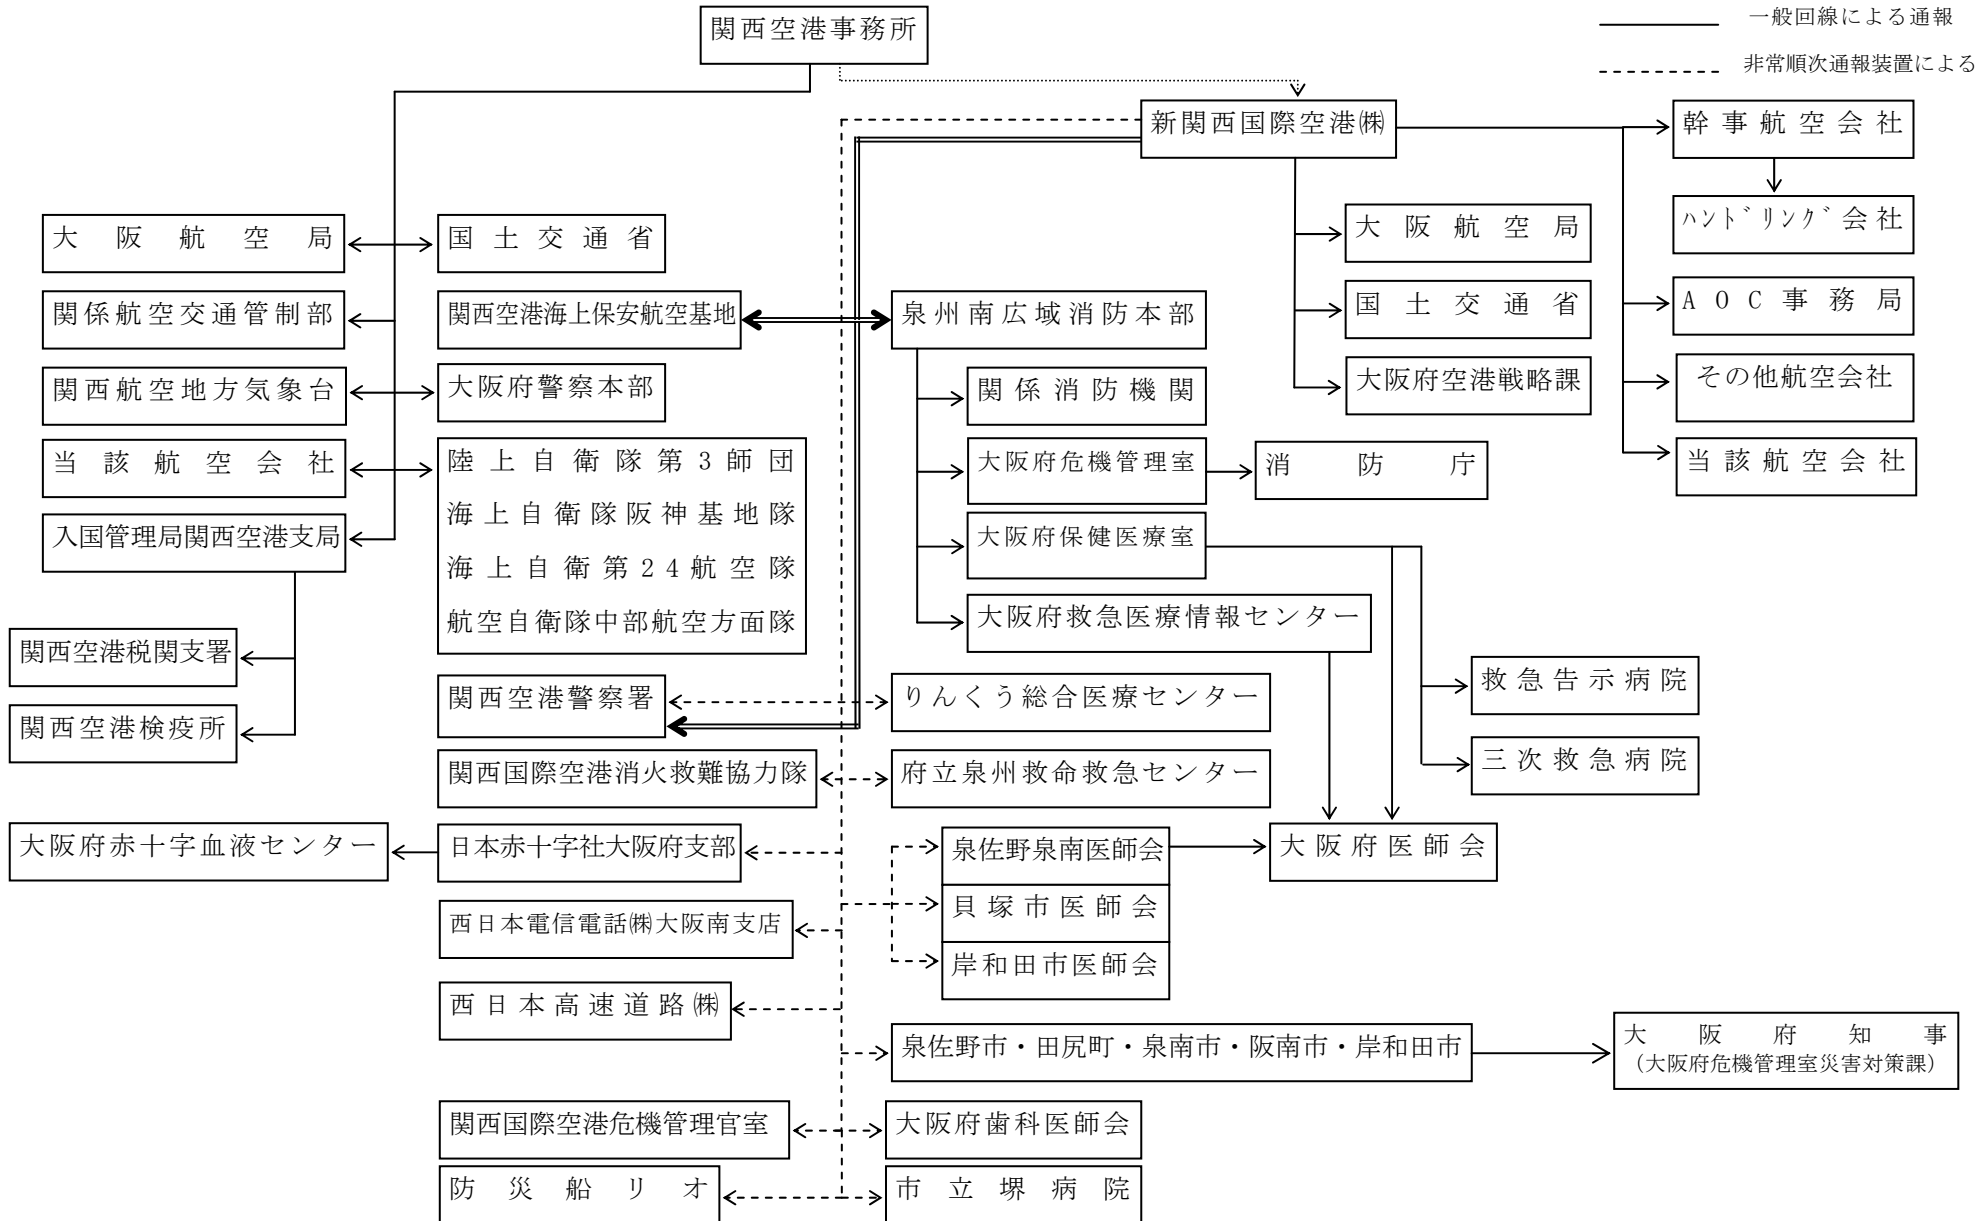 関西空港事務所
一般回線による通報
非常順次通報装置による
新関西国際空港㈱
幹事航空会社
ﾊﾝﾄﾞﾘﾝｸﾞ会社
大阪航空局
国土交通省
大阪航空局
関係航空交通管制部
関西空港海上保安航空基地
泉州南広域消防本部
国土交通省
AOC事務局
関西航空地方気象台
大阪府警察本部
関係消防機関
大阪府空港戦略課
その他航空会社
当該航空会社
陸上自衛隊第3師団
海上自衛隊阪神基地隊
海上自衛第24航空隊
航空自衛隊中部航空方面隊
大阪府危機管理室
消防庁
当該航空会社
入国管理局関西空港支局
大阪府保健医療室
大阪府救急医療情報センター
関西空港税関支署
関西空港検疫所
関西空港警察署
りんくう総合医療センター
救急告示病院
三次救急病院
関西国際空港消火救難協力隊
府立泉州救命救急センター
大阪府赤十字血液センター
日本赤十字社大阪府支部
泉佐野泉南医師会
大阪府医師会
西日本電信電話㈱大阪南支店
貝塚市医師会
岸和田市医師会
西日本高速道路㈱
泉佐野市・田尻町・泉南市・阪南市・岸和田市
大阪府知事
（大阪府危機管理室災害対策課）
関西国際空港危機管理官室
大阪府歯科医師会
防災船リオ
市立堺病院